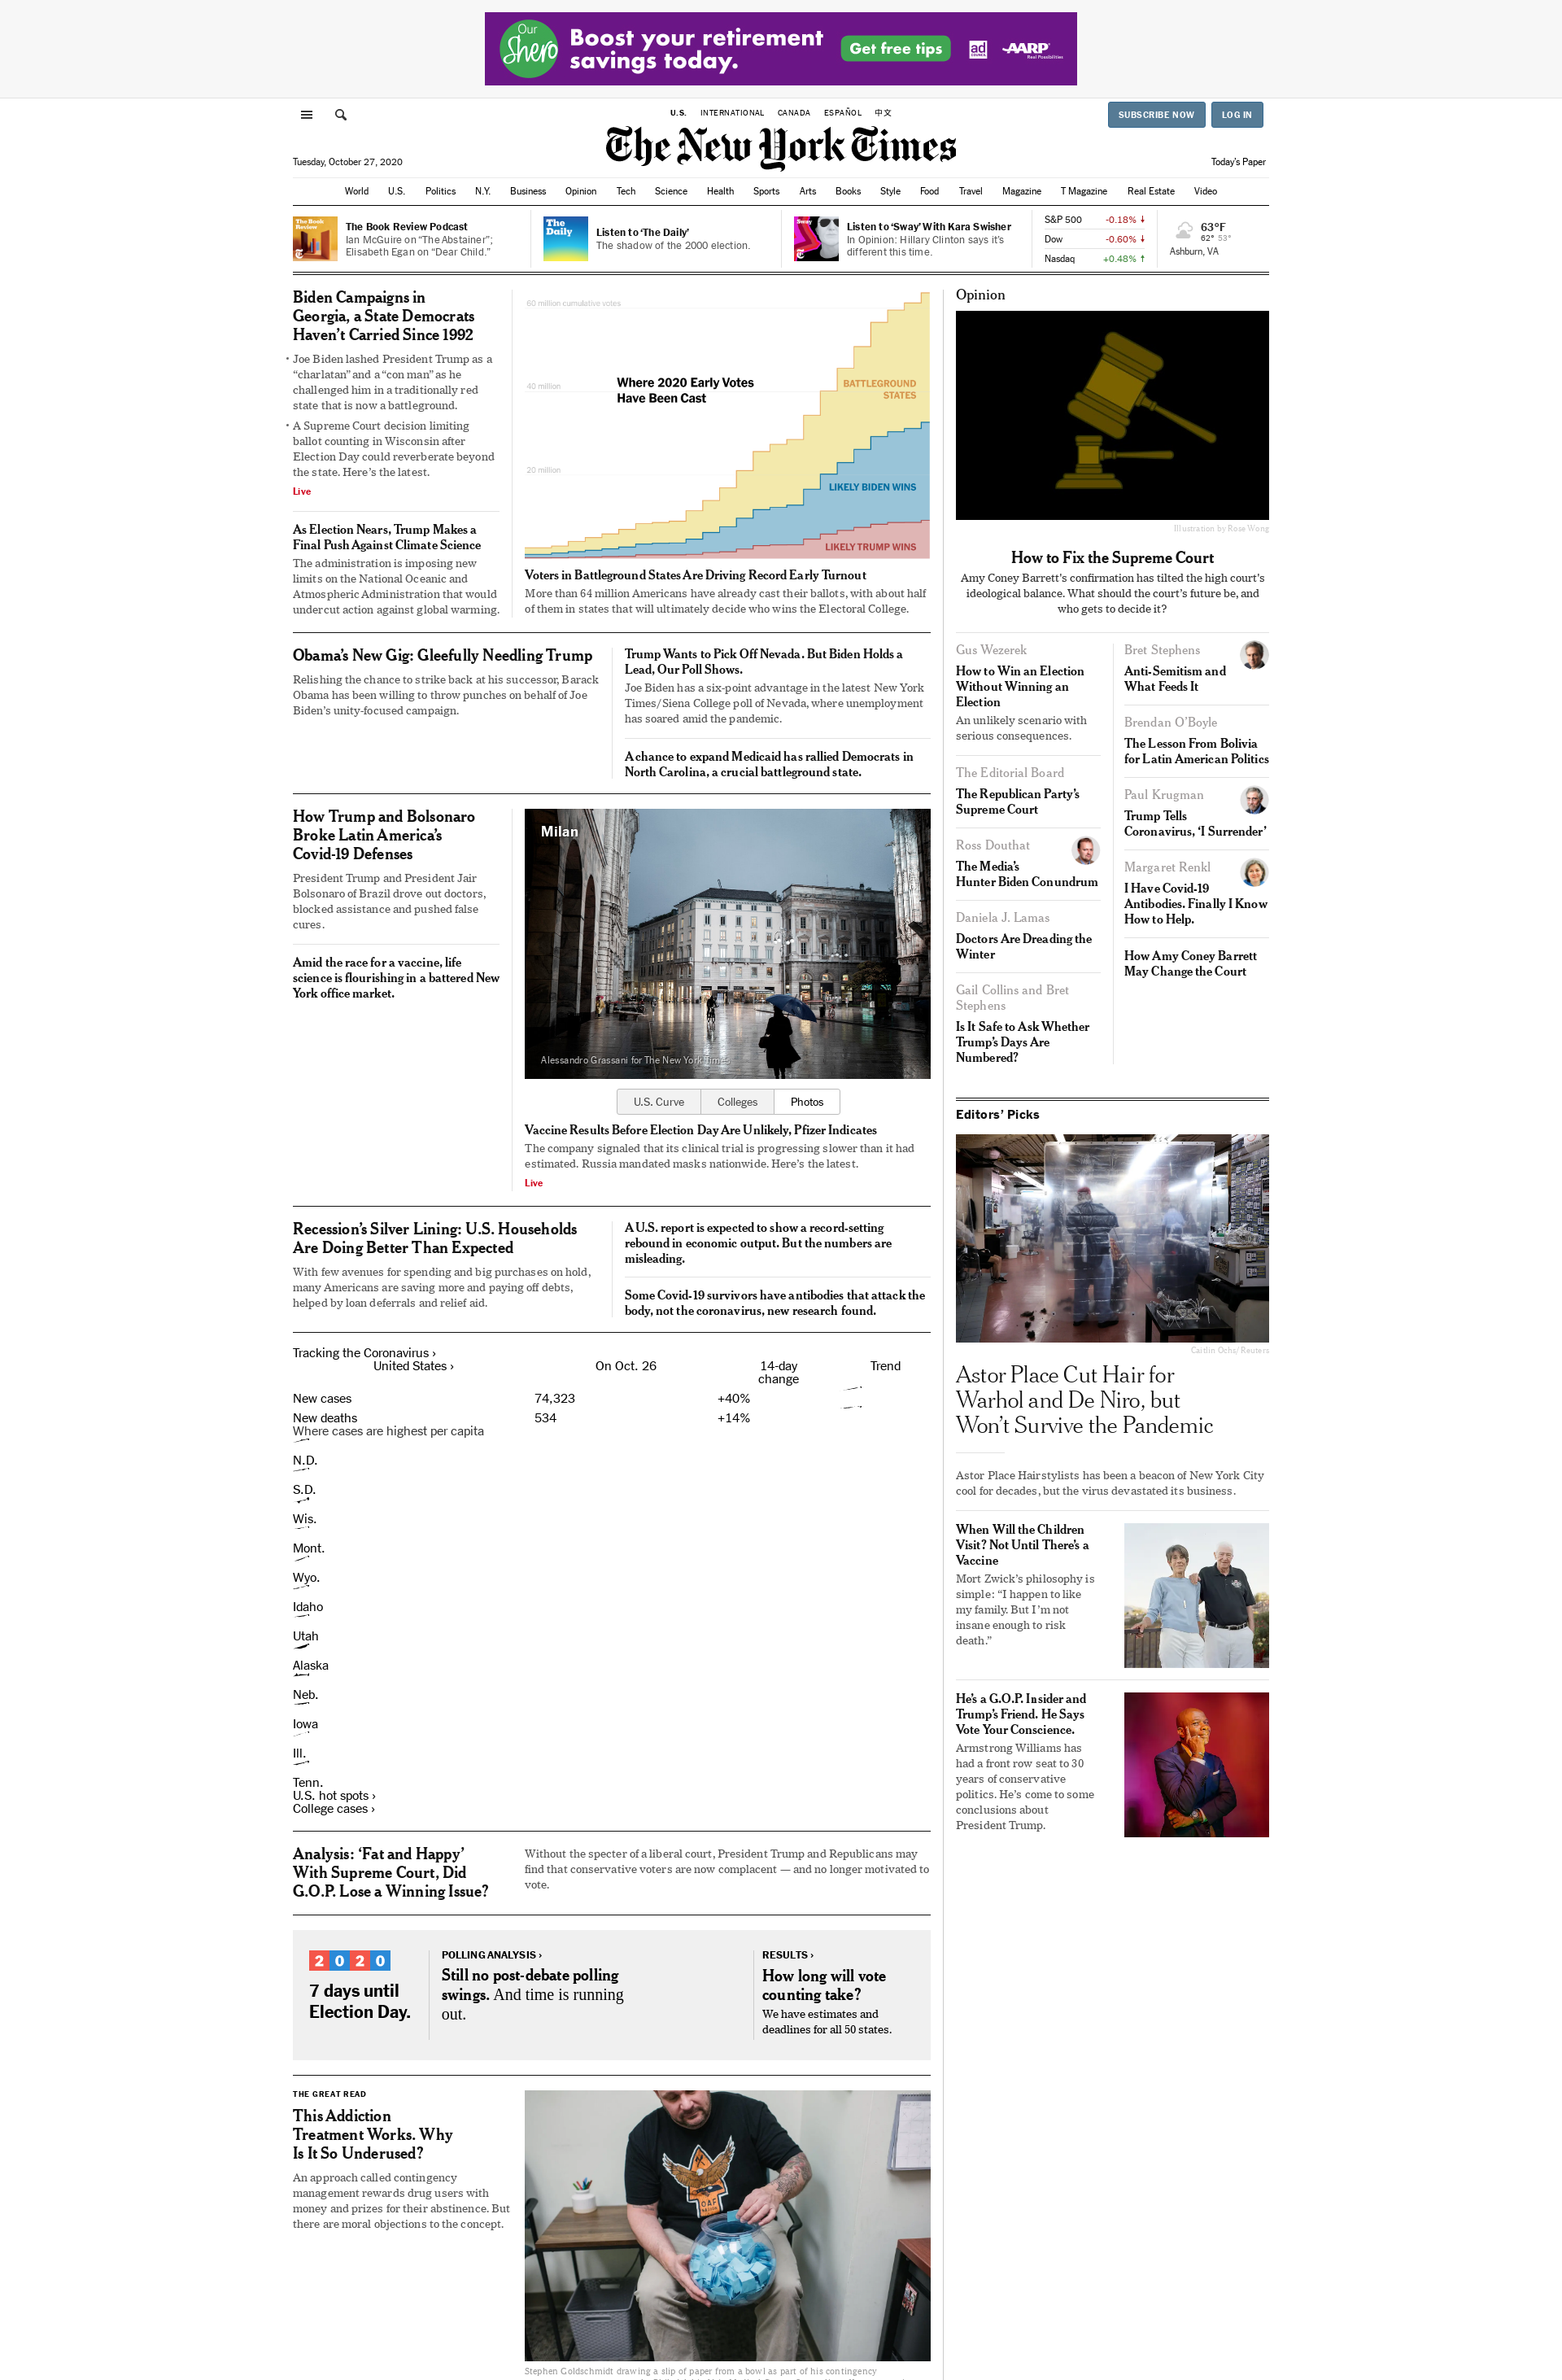 Our
Shero
Boost your retirement
savings today.
Get free tips
ad
COUNCIL
AARP
Real Possibilities
U.S. INTERNATIONAL CANADA ESPAÑOL 中文
SUBSCRIBE NOW
LOG IN
The New York Times
Tuesday, October 27, 2020
Today's Paper
World U.S. Politics N.Y. Business Opinion Tech Science Health Sports Arts Books Style Food Travel Magazine T Magazine Real Estate Video
The Book
Review
The Book Review Podcast
Ian McGuire on “The Abstainer”;
Elisabeth Egan on “Dear Child.”
The
Daily
Listen to ‘The Daily’
The shadow of the 2000 election.
Sway
Listen to ‘Sway’ With Kara Swisher
In Opinion: Hillary Clinton says it's
different this time.
S&P 500 -0.18% ↓
Dow -0.60% ↓
Nasdaq +0.48% ↑
63°F
62° 53°
Ashburn, VA
Biden Campaigns in
Georgia, a State Democrats
Haven’t Carried Since 1992
• Joe Biden lashed President Trump as a
“charlatan” and a “con man” as he
challenged him in a traditionally red
state that is now a battleground.
• A Supreme Court decision limiting
ballot counting in Wisconsin after
Election Day could reverberate beyond
the state. Here’s the latest.
Live
As Election Nears, Trump Makes a
Final Push Against Climate Science
The administration is imposing new
limits on the National Oceanic and
Atmospheric Administration that would
undercut action against global warming.
60 million cumulative votes
40 million
20 million
Where 2020 Early Votes
Have Been Cast
BATTLEGROUND
STATES
LIKELY BIDEN WINS
LIKELY TRUMP WINS
Voters in Battleground States Are Driving Record Early Turnout
More than 64 million Americans have already cast their ballots, with about half
of them in states that will ultimately decide who wins the Electoral College.
Obama’s New Gig: Gleefully Needling Trump
Relishing the chance to strike back at his successor, Barack
Obama has been willing to throw punches on behalf of Joe
Biden’s unity-focused campaign.
Trump Wants to Pick Off Nevada. But Biden Holds a
Lead, Our Poll Shows.
Joe Biden has a six-point advantage in the latest New York
Times/Siena College poll of Nevada, where unemployment
has soared amid the pandemic.
A chance to expand Medicaid has rallied Democrats in
North Carolina, a crucial battleground state.
How Trump and Bolsonaro
Broke Latin America’s
Covid-19 Defenses
President Trump and President Jair
Bolsonaro of Brazil drove out doctors,
blocked assistance and pushed false
cures.
Amid the race for a vaccine, life
science is flourishing in a battered New
York office market.
Milan
Alessandro Grassani for The New York Times
U.S. Curve Colleges Photos
Vaccine Results Before Election Day Are Unlikely, Pfizer Indicates
The company signaled that its clinical trial is progressing slower than it had
estimated. Russia mandated masks nationwide. Here’s the latest.
Live
Recession’s Silver Lining: U.S. Households
Are Doing Better Than Expected
With few avenues for spending and big purchases on hold,
many Americans are saving more and paying off debts,
helped by loan deferrals and relief aid.
A U.S. report is expected to show a record-setting
rebound in economic output. But the numbers are
misleading.
Some Covid-19 survivors have antibodies that attack the
body, not the coronavirus, new research found.
Tracking the Coronavirus ›
United States › On Oct. 26 14-day Trend
change
New cases 74,323 +40%
New deaths 534 +14%
Where cases are highest per capita
N.D.
S.D.
Wis.
Mont.
Wyo.
Idaho
Utah
Alaska
Neb.
Iowa
Ill.
Tenn.
U.S. hot spots ›
College cases ›
Analysis: ‘Fat and Happy’
With Supreme Court, Did
G.O.P. Lose a Winning Issue?
Without the specter of a liberal court, President Trump and Republicans may
find that conservative voters are now complacent — and no longer motivated to
vote.
2020
7 days until
Election Day.
POLLING ANALYSIS ›
Still no post-debate polling
swings. And time is running
out.
RESULTS ›
How long will vote
counting take?
We have estimates and
deadlines for all 50 states.
THE GREAT READ
This Addiction
Treatment Works. Why
Is It So Underused?
An approach called contingency
management rewards drug users with
money and prizes for their abstinence. But
there are moral objections to the concept.
Stephen Goldschmidt drawing a slip of paper from a bowl as part of his contingency
Opinion
Illustration by Rose Wong
How to Fix the Supreme Court
Amy Coney Barrett’s confirmation has tilted the high court’s
ideological balance. What should the court’s future be, and
who gets to decide it?
Gus Wezerek
How to Win an Election
Without Winning an
Election
An unlikely scenario with
serious consequences.
The Editorial Board
The Republican Party’s
Supreme Court
Ross Douthat
The Media’s
Hunter Biden Conundrum
Daniela J. Lamas
Doctors Are Dreading the
Winter
Gail Collins and Bret
Stephens
Is It Safe to Ask Whether
Trump’s Days Are
Numbered?
Bret Stephens
Anti-Semitism and
What Feeds It
Brendan O’Boyle
The Lesson From Bolivia
for Latin American Politics
Paul Krugman
Trump Tells
Coronavirus, ‘I Surrender’
Margaret Renkl
I Have Covid-19
Antibodies. Finally I Know
How to Help.
How Amy Coney Barrett
May Change the Court
Editors’ Picks
Caitlin Ochs/Reuters
Astor Place Cut Hair for
Warhol and De Niro, but
Won’t Survive the Pandemic
Astor Place Hairstylists has been a beacon of New York City
cool for decades, but the virus devastated its business.
When Will the Children
Visit? Not Until There’s a
Vaccine
Mort Zwick’s philosophy is
simple: “I happen to like
my family. But I’m not
insane enough to risk
death.”
He’s a G.O.P. Insider and
Trump’s Friend. He Says
Vote Your Conscience.
Armstrong Williams has
had a front row seat to 30
years of conservative
politics. He’s come to some
conclusions about
President Trump.